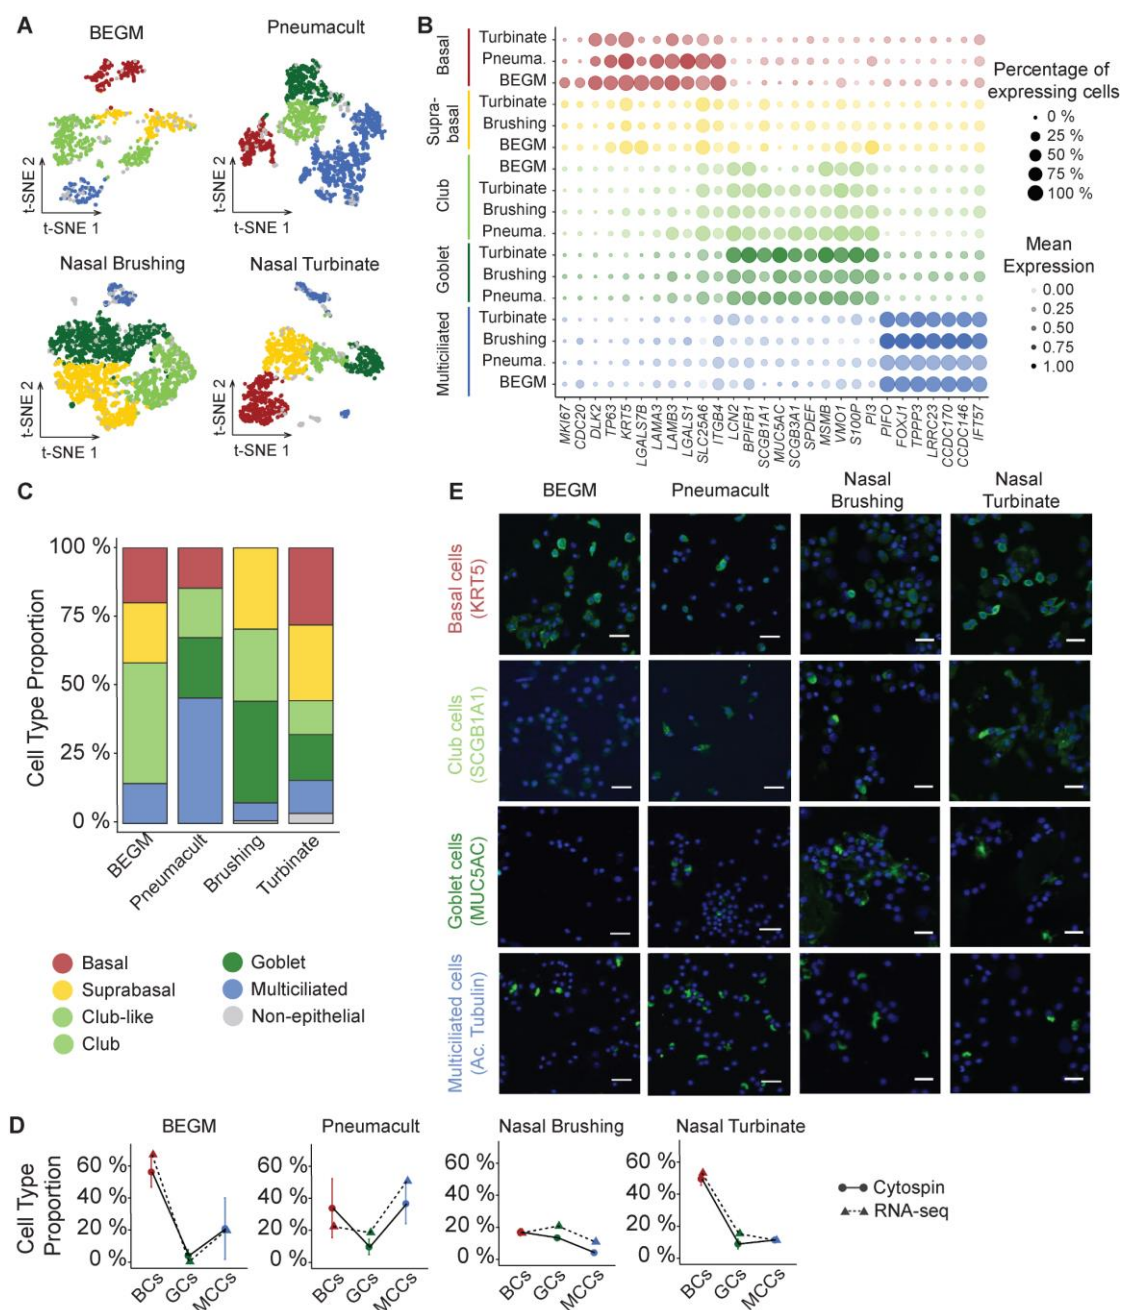 A
BEGM
Pneumacult
t-SNE 2
t-SNE 1
t-SNE 2
t-SNE 1
Nasal Brushing
Nasal Turbinate
t-SNE 2
t-SNE 1
t-SNE 2
t-SNE 1
B
Basal
Turbinate
Pneuma.
BEGM
Supra-
basal
Turbinate
Brushing
BEGM
Club
BEGM
Turbinate
Brushing
Pneuma.
Goblet
Turbinate
Brushing
Pneuma.
Multiciliated
Turbinate
Brushing
Pneuma.
BEGM
MKI67
CDC20
DLK2
TP63
KRT5
LGALS7B
LAMA3
LAMB3
LGALS1
SLC25A6
ITGB4
LCN2
BPIFB1
SCGB1A1
MUC5AC
SCGB3A1
SPDEF
MSMB
VMO1
S100P
PI3
PIFO
FOXJ1
TPPP3
LRRC23
CCDC170
CCDC146
IFT57
Percentage of
expressing cells
0 %
25 %
50 %
75 %
100 %
Mean
Expression
0.00
0.25
0.50
0.75
1.00
C
Cell Type Proportion
100 %
75 %
50 %
25 %
0 %
BEGM
Pneumacult
Brushing
Turbinate
Basal
Suprabasal
Club-like
Club
Goblet
Multiciliated
Non-epithelial
E
BEGM
Pneumacult
Nasal
Brushing
Nasal
Turbinate
Basal cells
(KRT5)
Club cells
(SCGB1A1)
Goblet cells
(MUC5AC)
Multiciliated cells
(Ac. Tubulin)
D
Cell Type
Proportion
BEGM
60 %
40 %
20 %
0 %
BCs
GCs
MCCs
Pneumacult
60 %
40 %
20 %
0 %
BCs
GCs
MCCs
Nasal Brushing
60 %
40 %
20 %
0 %
BCs
GCs
MCCs
Nasal Turbinate
60 %
40 %
20 %
0 %
BCs
GCs
MCCs
Cytospin
RNA-seq